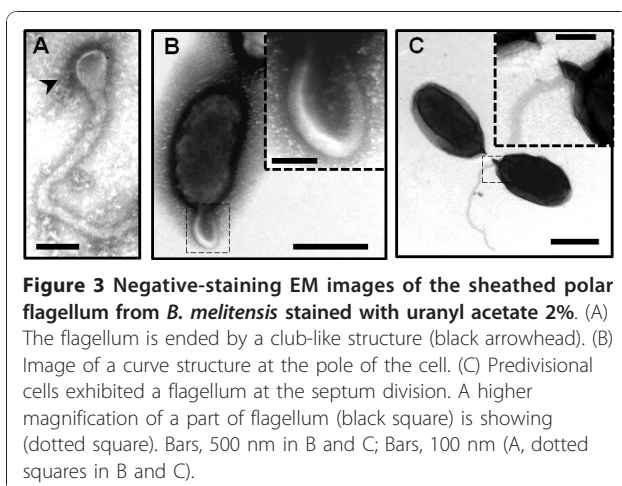 A
B
C
Figure 3 Negative-staining EM images of the sheathed polar
flagellum from B. melitensis stained with uranyl acetate 2%. (A)
The flagellum is ended by a club-like structure (black arrowhead). (B)
Image of a curve structure at the pole of the cell. (C) Predivisional
cells exhibited a flagellum at the septum division. A higher
magnification of a part of flagellum (black square) is showing
(dotted square). Bars, 500 nm in B and C; Bars, 100 nm (A, dotted
squares in B and C).